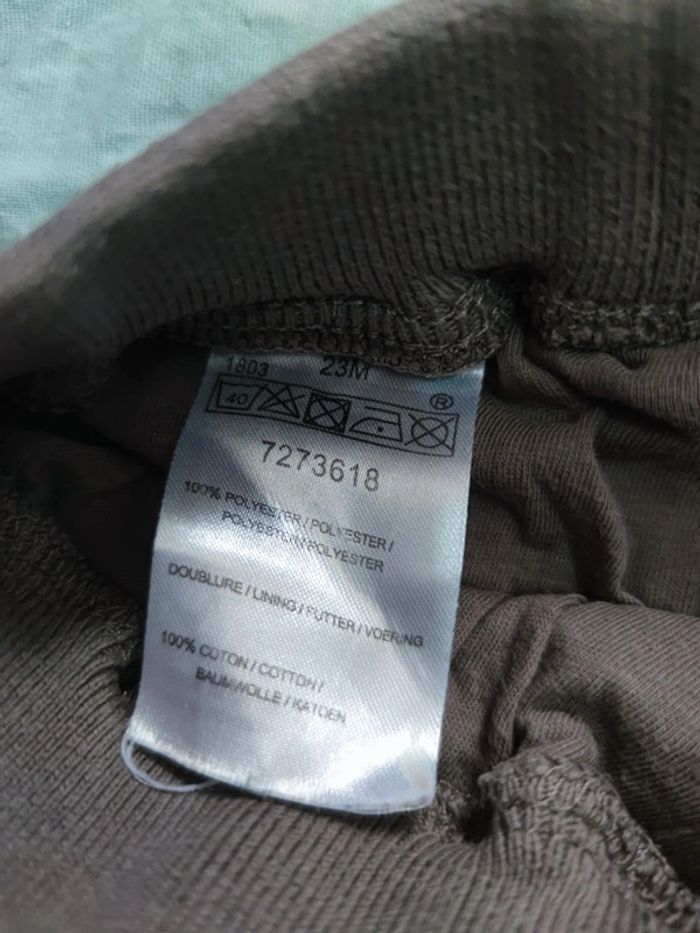 1803 23M
40 ®
7273618
100% POLYESTER / POLYESTER /
POLYESTER/POLYESTER
DOUBLURE / LINING / FUTTER / VOERING
100% COTON / COTTON /
BAUMWOLLE / KATOEN